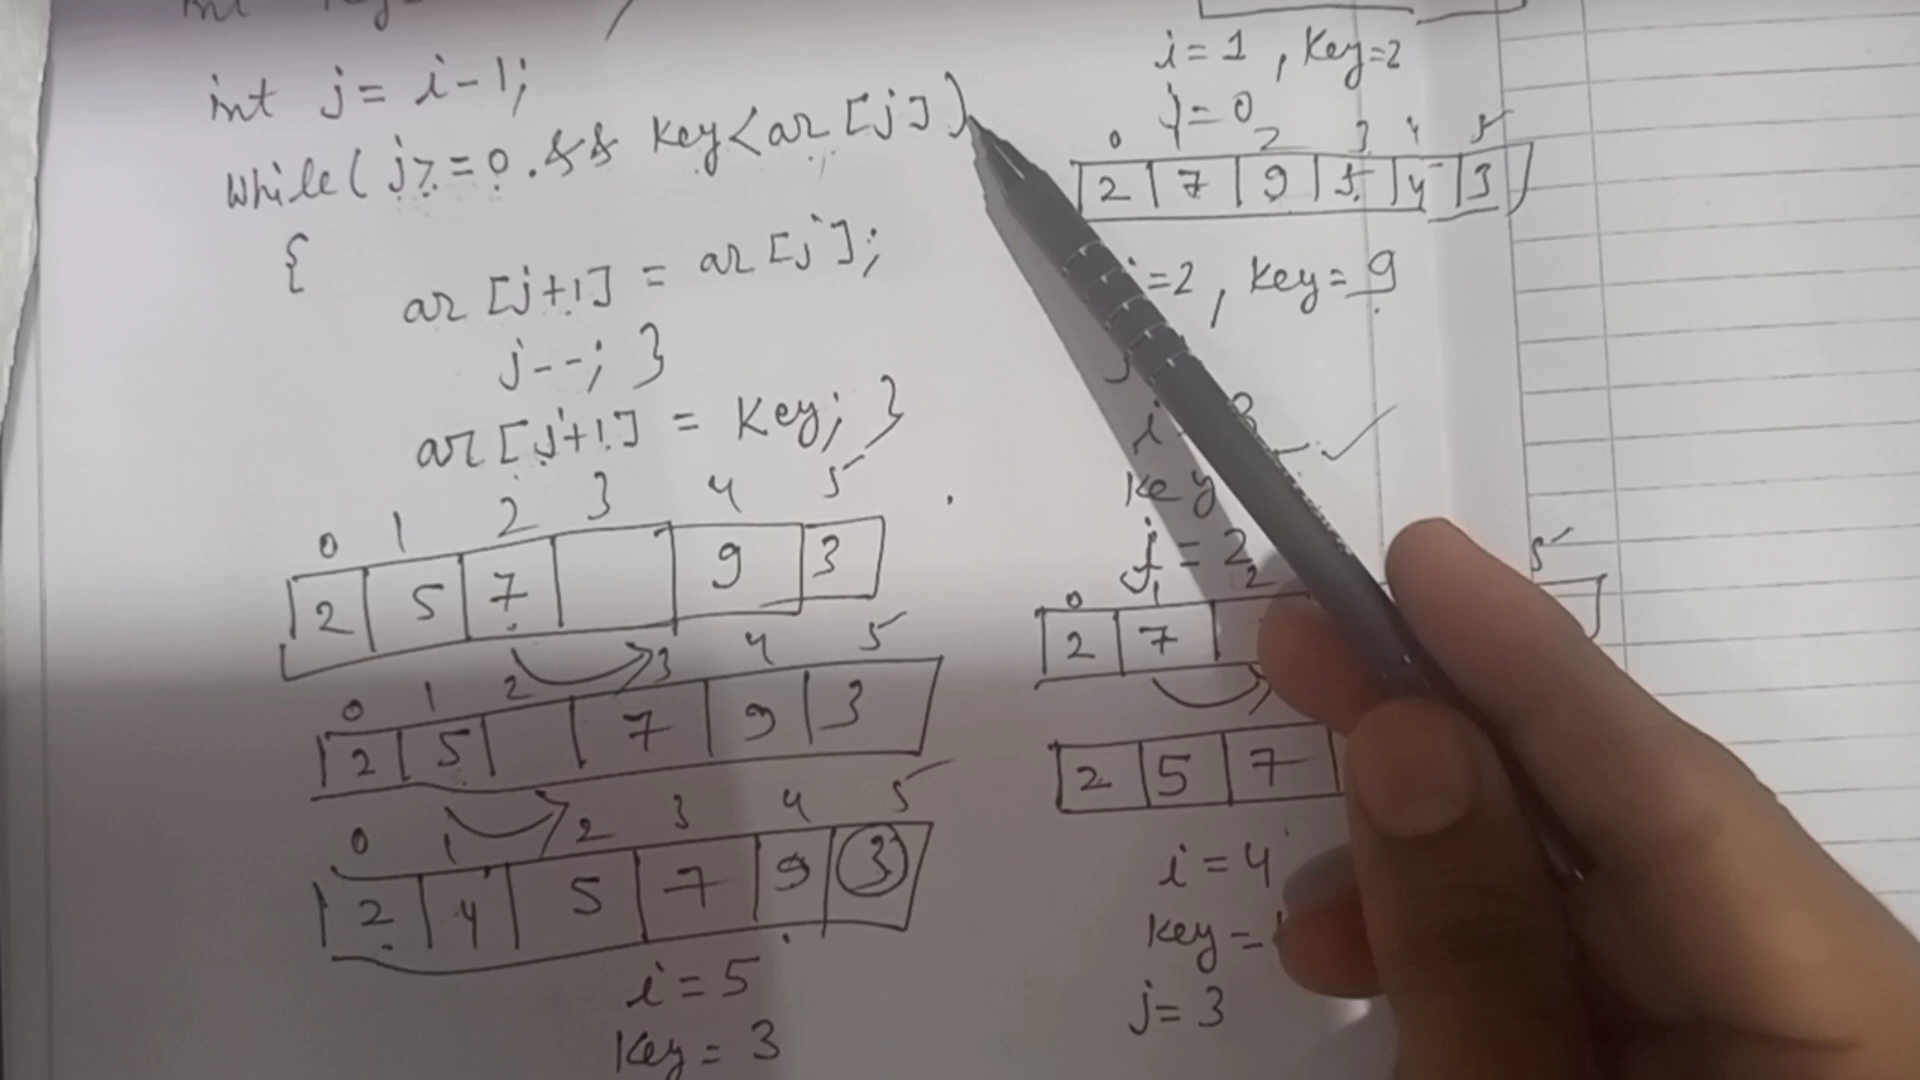 int
int j= i-1;
While( j>=0 && key<ar[j])
{
ar[j+1] = ar[j];
j--; }
ar[j+1] = key; }
0 1 2 3 4 5
2 5 7 9 3
0 1 2 3 4 5
2 5 7 9 3
0 1 2 3 4 5
2 4 5 7 9 3
i=5
key=3
i=1, key=2
j=0
0 2 3 4 5
2 7 9 5 4 3
i=2, key=9
j
i
key
j=2
0 1 2 5
2 7
2 5 7
i=4
key=
j=3